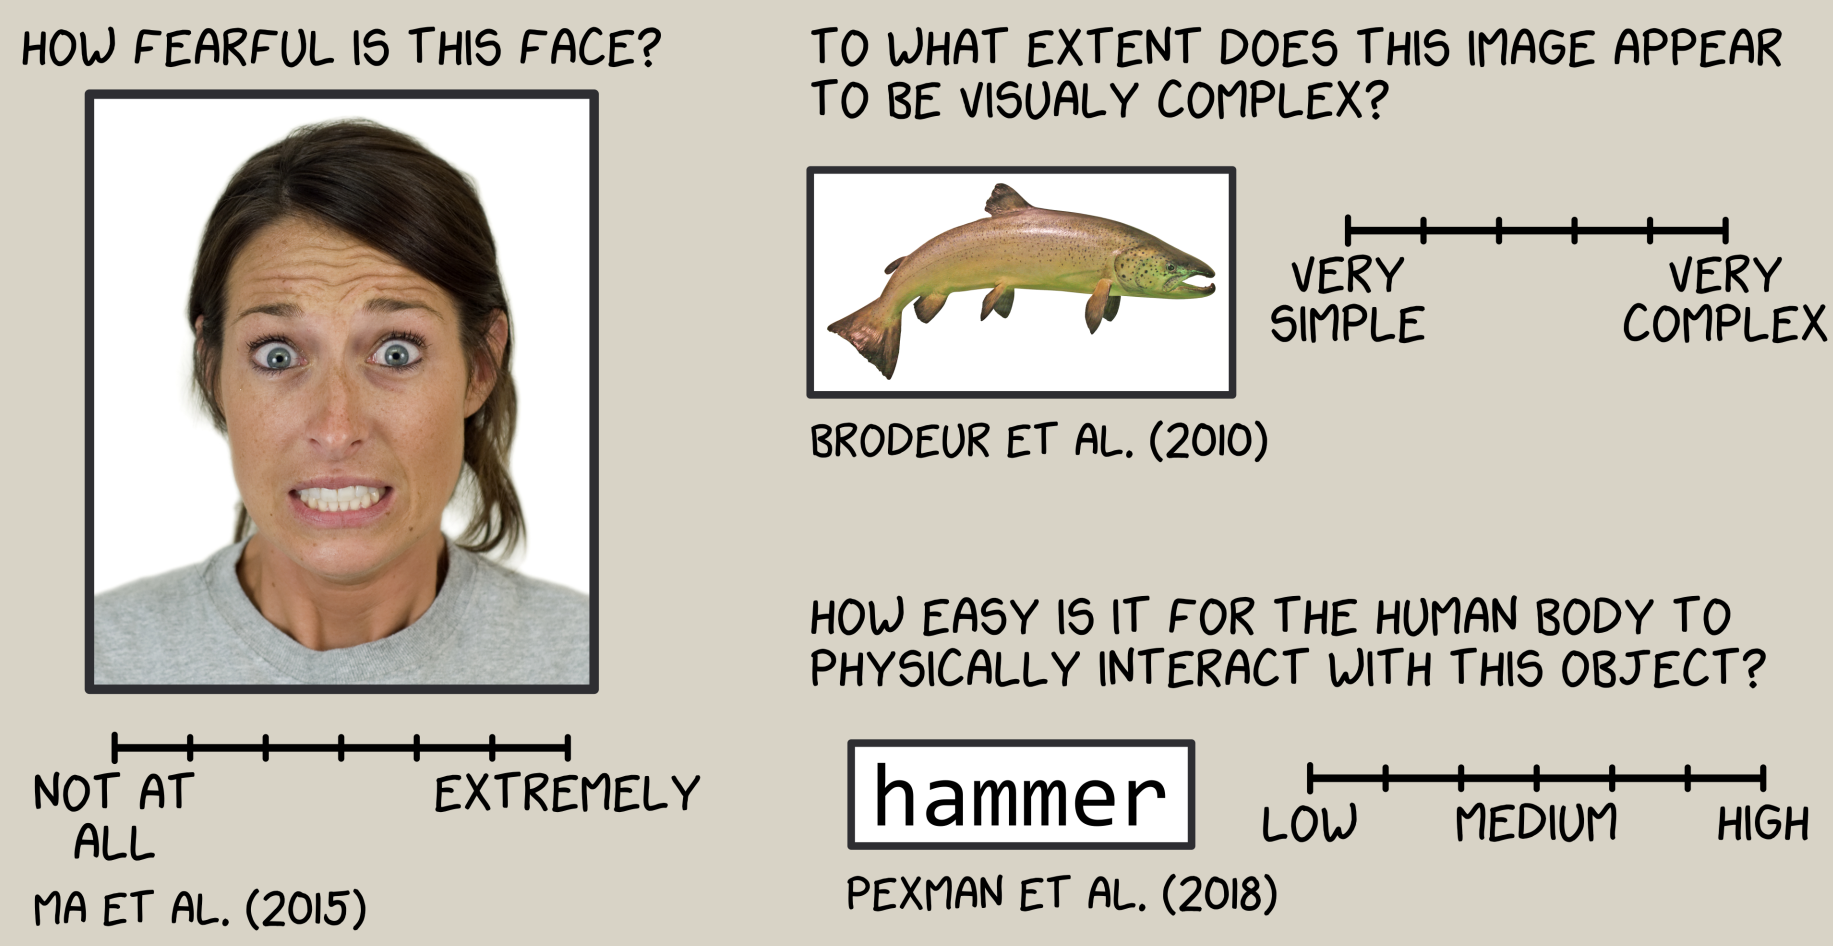 HOW FEARFUL IS THIS FACE?
NOT AT
ALL
EXTREMELY
MA ET AL. (2015)
TO WHAT EXTENT DOES THIS IMAGE APPEAR
TO BE VISUALY COMPLEX?
VERY
SIMPLE
VERY
COMPLEX
BRODEUR ET AL. (2010)
HOW EASY IS IT FOR THE HUMAN BODY TO
PHYSICALLY INTERACT WITH THIS OBJECT?
hammer
LOW
MEDIUM
HIGH
PEXMAN ET AL. (2018)